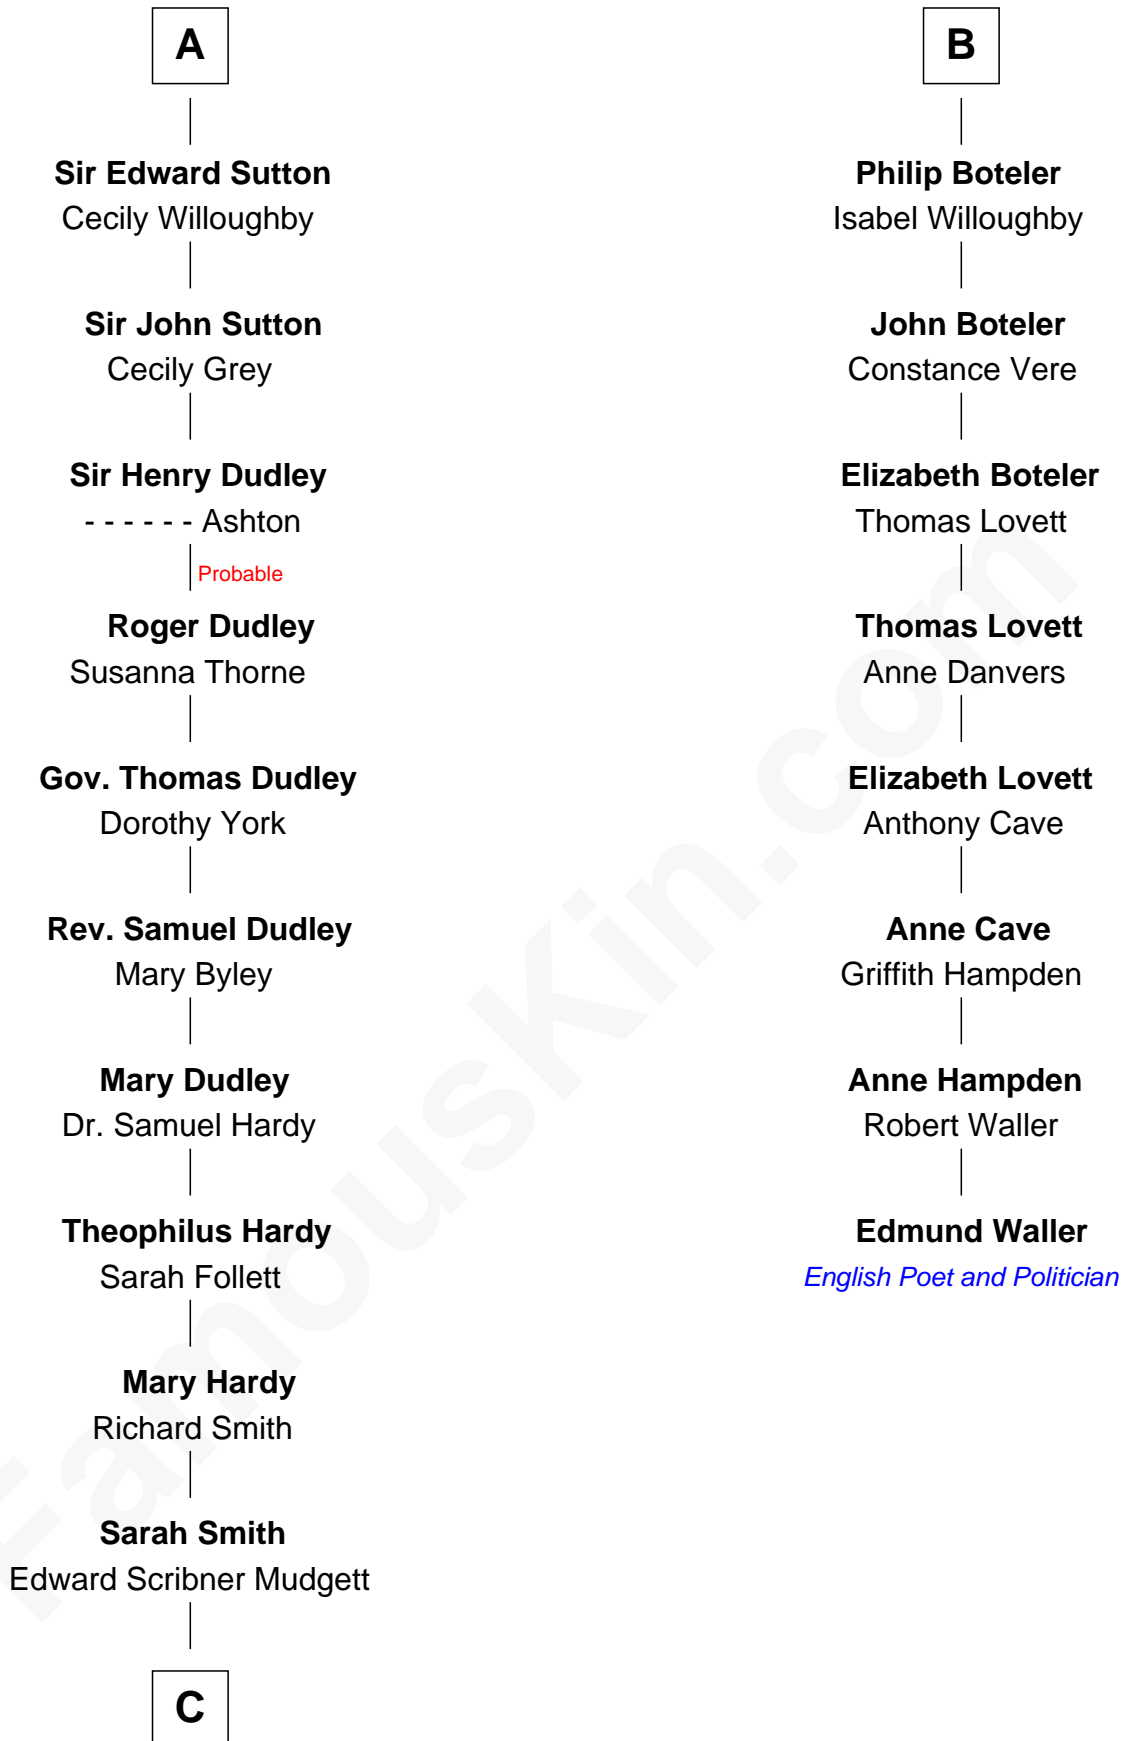 A
Sir Edward Sutton
Cecily Willoughby
Sir John Sutton
Cecily Grey
Sir Henry Dudley
- - - - - - Ashton
Probable
Roger Dudley
Susanna Thorne
Gov. Thomas Dudley
Dorothy York
Rev. Samuel Dudley
Mary Byley
Mary Dudley
Dr. Samuel Hardy
Theophilus Hardy
Sarah Follett
Mary Hardy
Richard Smith
Sarah Smith
Edward Scribner Mudgett
C
B
Philip Boteler
Isabel Willoughby
John Boteler
Constance Vere
Elizabeth Boteler
Thomas Lovett
Thomas Lovett
Anne Danvers
Elizabeth Lovett
Anthony Cave
Anne Cave
Griffith Hampden
Anne Hampden
Robert Waller
Edmund Waller
English Poet and Politician
FamousKin.com